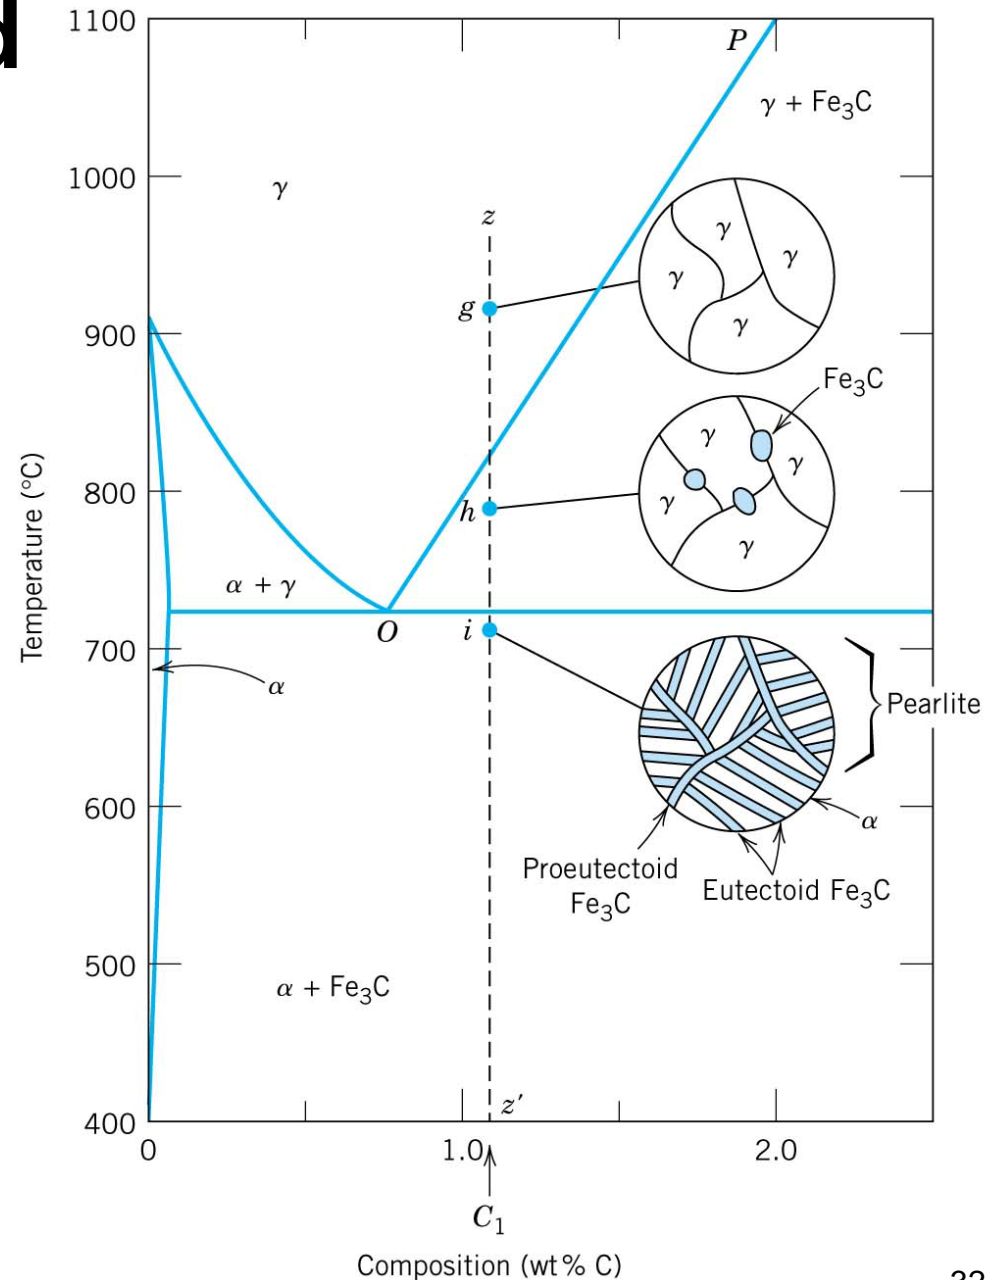 1100
P
γ + Fe₃C
1000
γ
z
γ
γ
γ
g
γ
900
Fe₃C
γ
γ
800
h
γ
γ
Temperature (°C)
α + γ
O
i
700
α
Pearlite
600
α
Proeutectoid
Fe₃C
Eutectoid Fe₃C
500
α + Fe₃C
z′
400
0
1.0
2.0
C₁
Composition (wt% C)